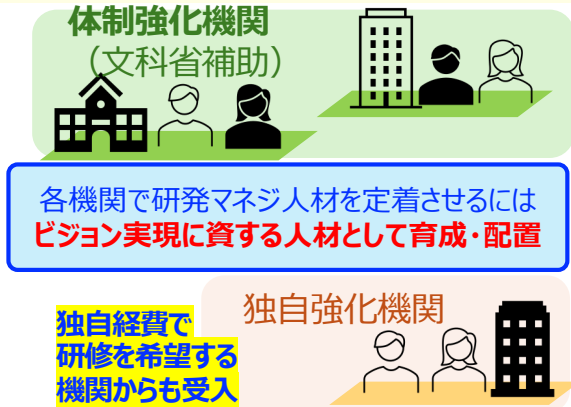 体制強化機関
（文科省補助）
各機関で研発マネジ人材を定着させるには
ビジョン実現に資する人材として育成・配置
独自強化機関
独自経費で
研修を希望する
機関からも受入